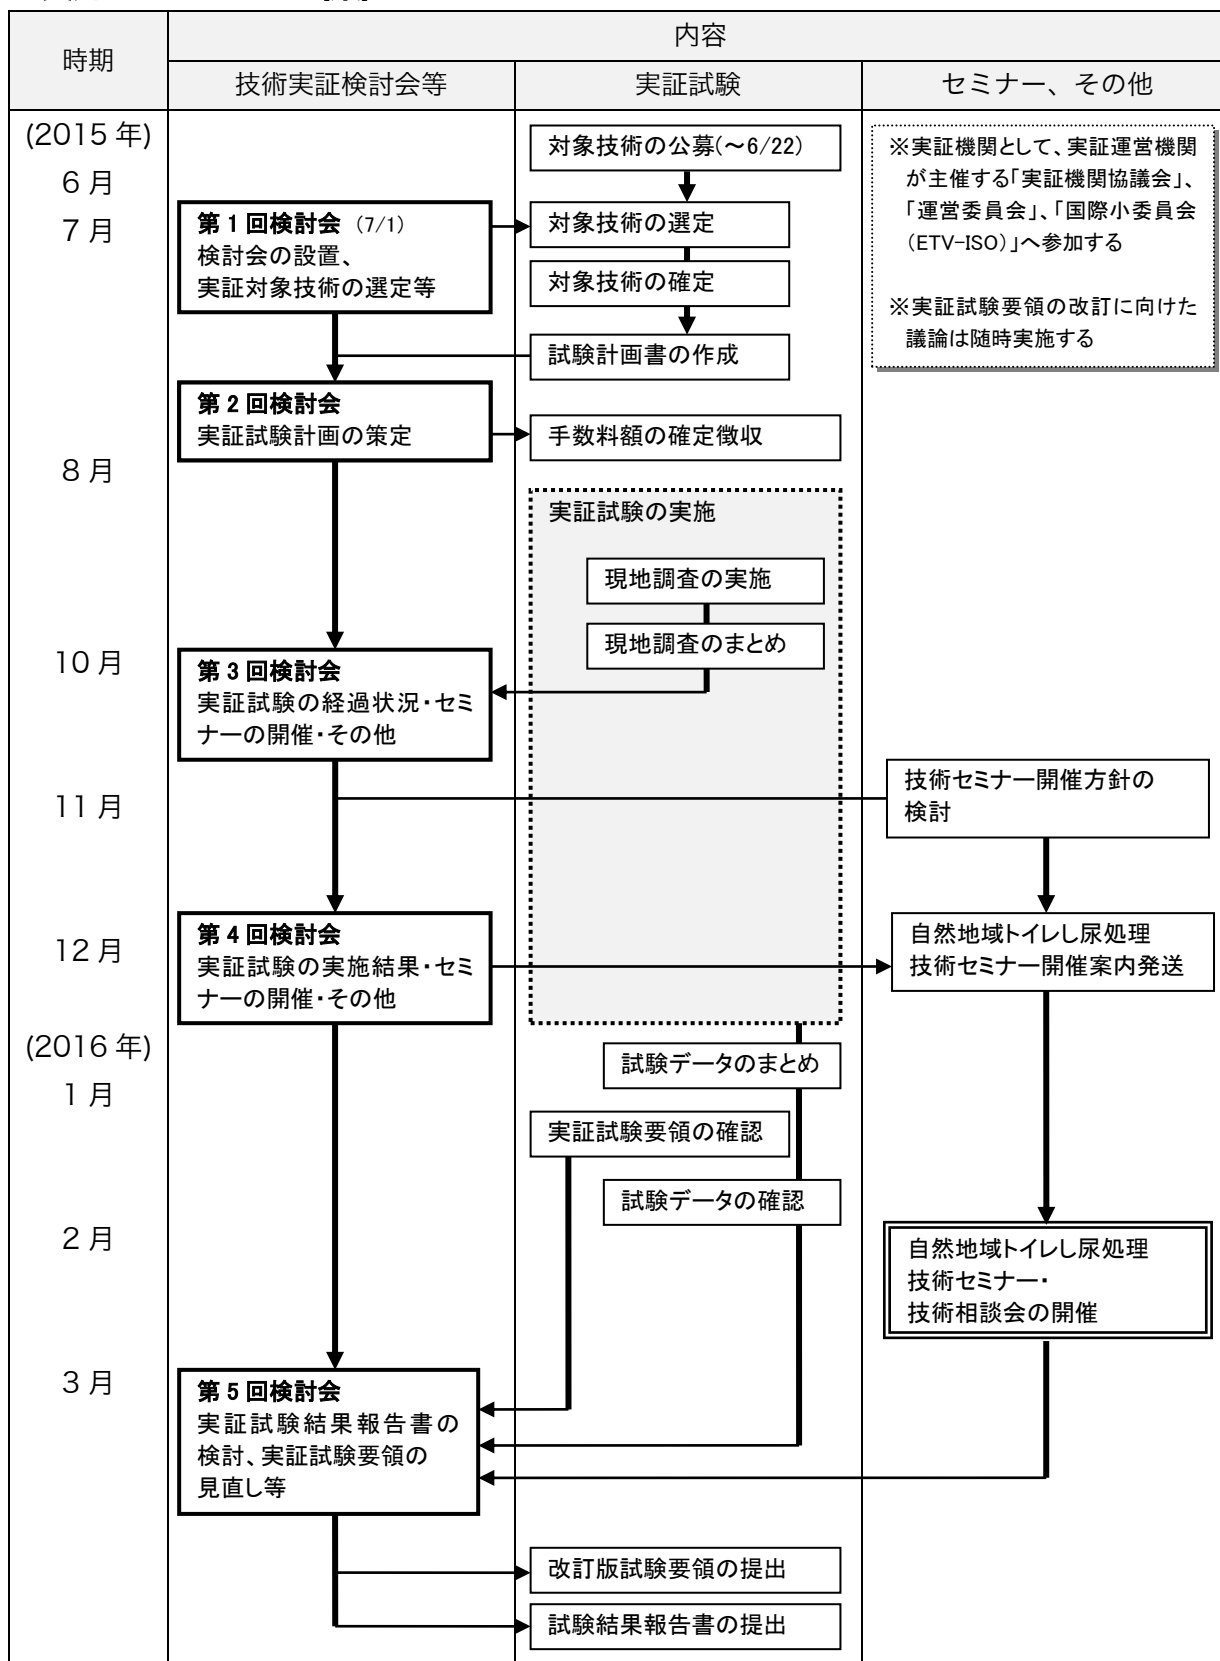 時期
内容
技術実証検討会等
実証試験
セミナー、その他
(2015 年)
6 月
7 月
8 月
10 月
11 月
12 月
(2016 年)
1 月
2 月
3 月
第 1 回検討会 (7/1)
検討会の設置、
実証対象技術の選定等
第 2 回検討会
実証試験計画の策定
第 3 回検討会
実証試験の経過状況・セミ
ナーの開催・その他
第 4 回検討会
実証試験の実施結果・セミ
ナーの開催・その他
第 5 回検討会
実証試験結果報告書の
検討、実証試験要領の
見直し等
対象技術の公募(～6/22)
対象技術の選定
対象技術の確定
試験計画書の作成
手数料額の確定徴収
実証試験の実施
現地調査の実施
現地調査のまとめ
試験データのまとめ
実証試験要領の確認
試験データの確認
改訂版試験要領の提出
試験結果報告書の提出
※実証機関として、実証運営機関
が主催する「実証機関協議会」、
「運営委員会」、「国際小委員会
(ETV-ISO)」へ参加する
※実証試験要領の改訂に向けた
議論は随時実施する
技術セミナー開催方針の
検討
自然地域トイレし尿処理
技術セミナー開催案内発送
自然地域トイレし尿処理
技術セミナー・
技術相談会の開催